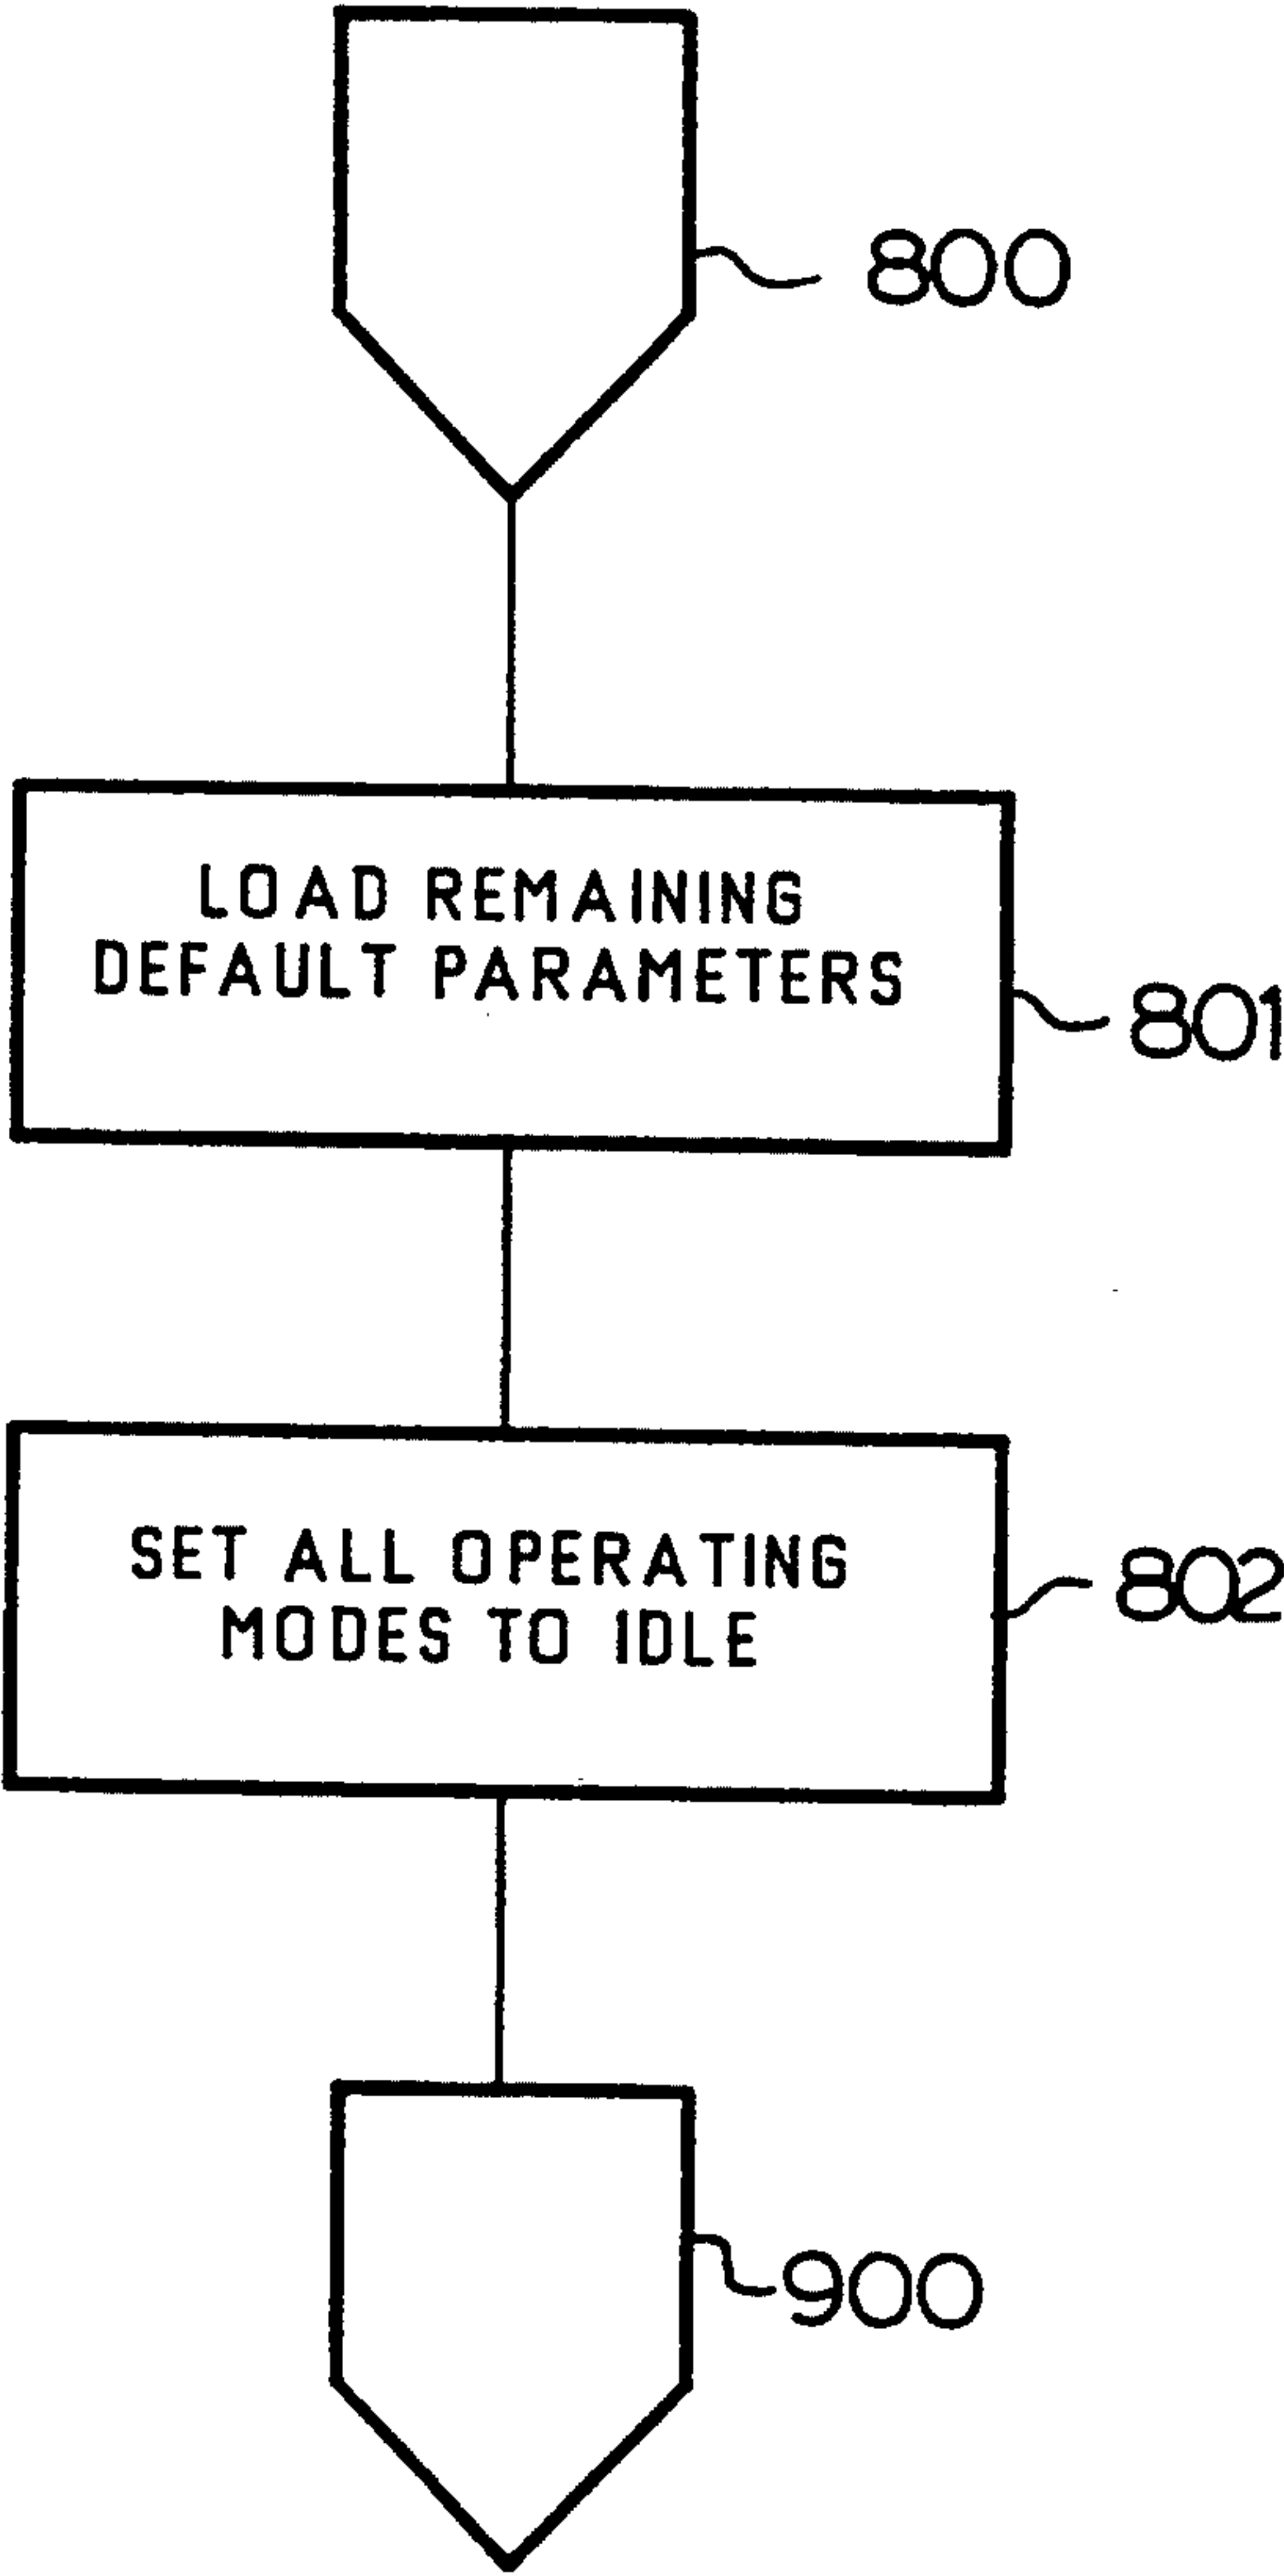 800
LOAD REMAINING
DEFAULT PARAMETERS
801
SET ALL OPERATING
MODES TO IDLE
802
900